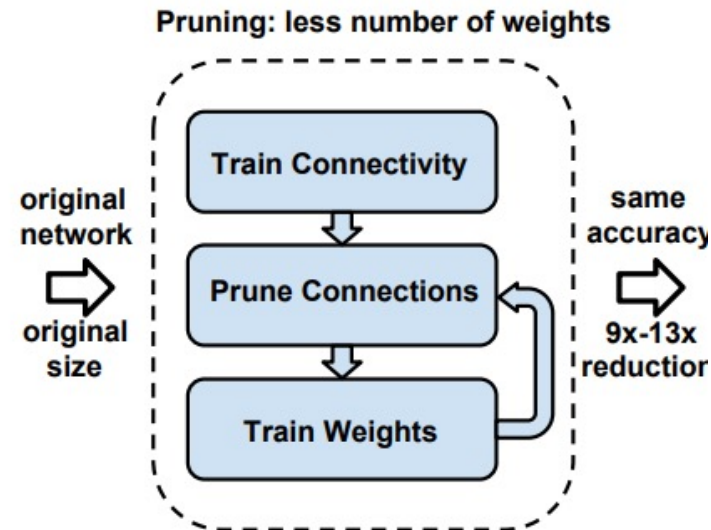 Pruning: less number of weights
original
network
original
size
Train Connectivity
Prune Connections
Train Weights
same
accuracy
9x-13x
reduction